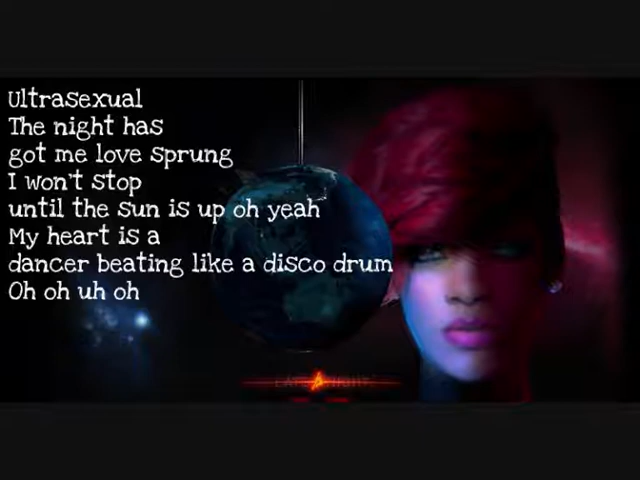 Ultrasexual
The night has
got me love sprung
I won't stop
until the sun is up oh yeah
My heart is a
dancer beating like a disco drum
Oh oh uh oh